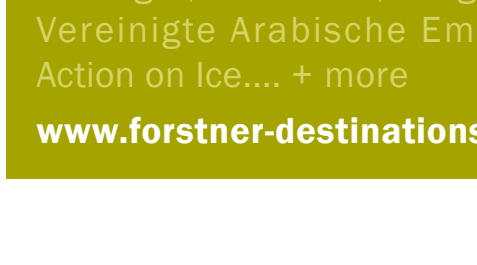 Vereinigte Arabische Em
Action on Ice.... + more
www.forstner-destinations